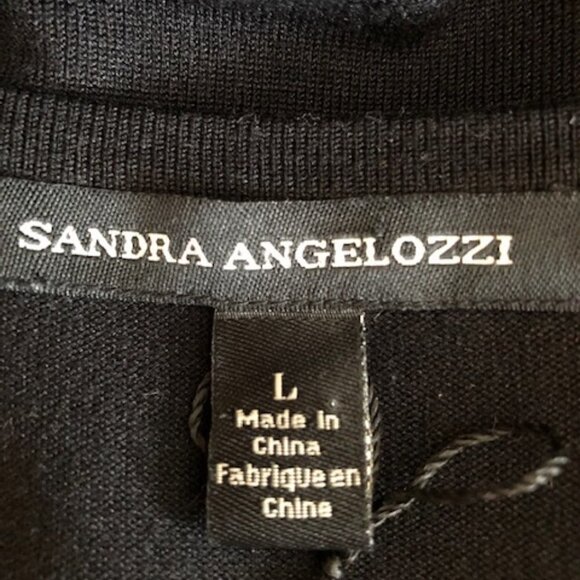 SANDRA ANGELOZZI
L
Made in
China
Fabrique en
Chine